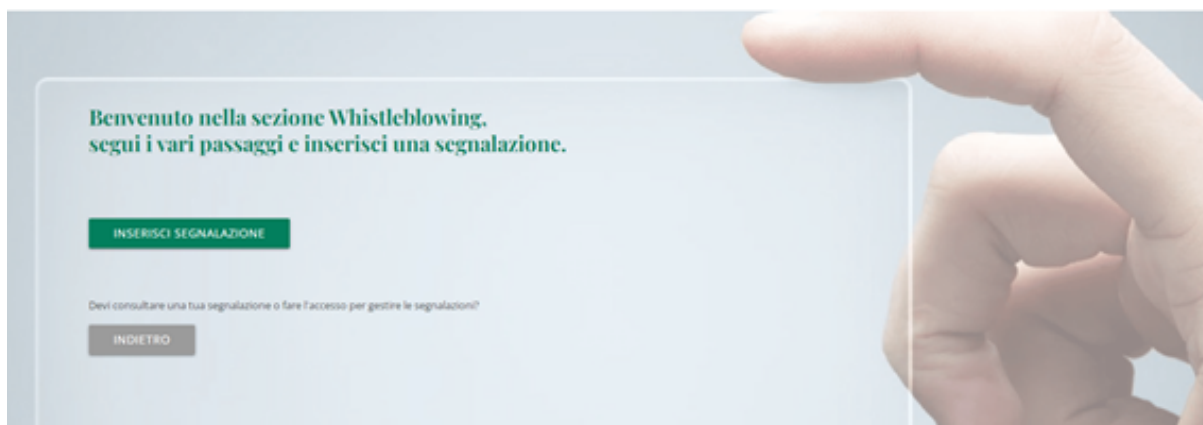 Benvenuto nella sezione Whistleblowing,
segui i vari passaggi e inserisci una segnalazione.
INSERISCI SEGNALAZIONE
Devi consultare una tua segnalazione o fare l'accesso per gestire le segnalazioni?
INDIETRO